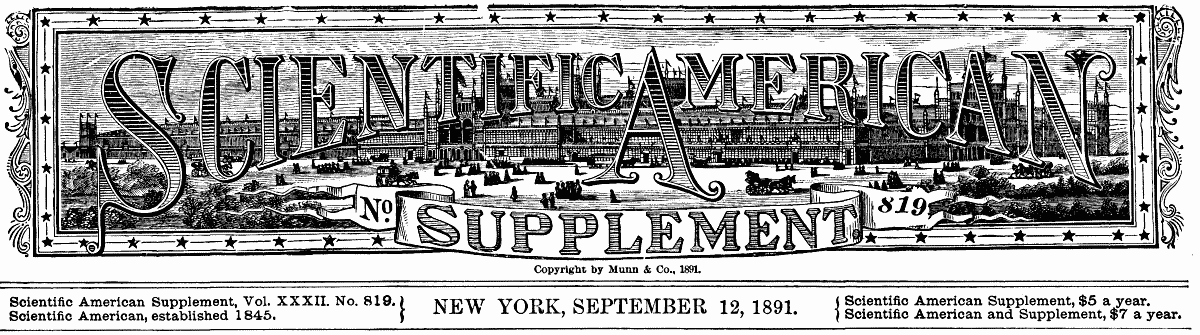 SCIENTIFIC AMERICAN
No. SUPPLEMENT 819
Copyright by Munn & Co., 1891.
Scientific American Supplement, Vol. XXXII. No. 819.
Scientific American, established 1845.
NEW YORK, SEPTEMBER 12, 1891.
Scientific American Supplement, $5 a year.
Scientific American and Supplement, $7 a year.